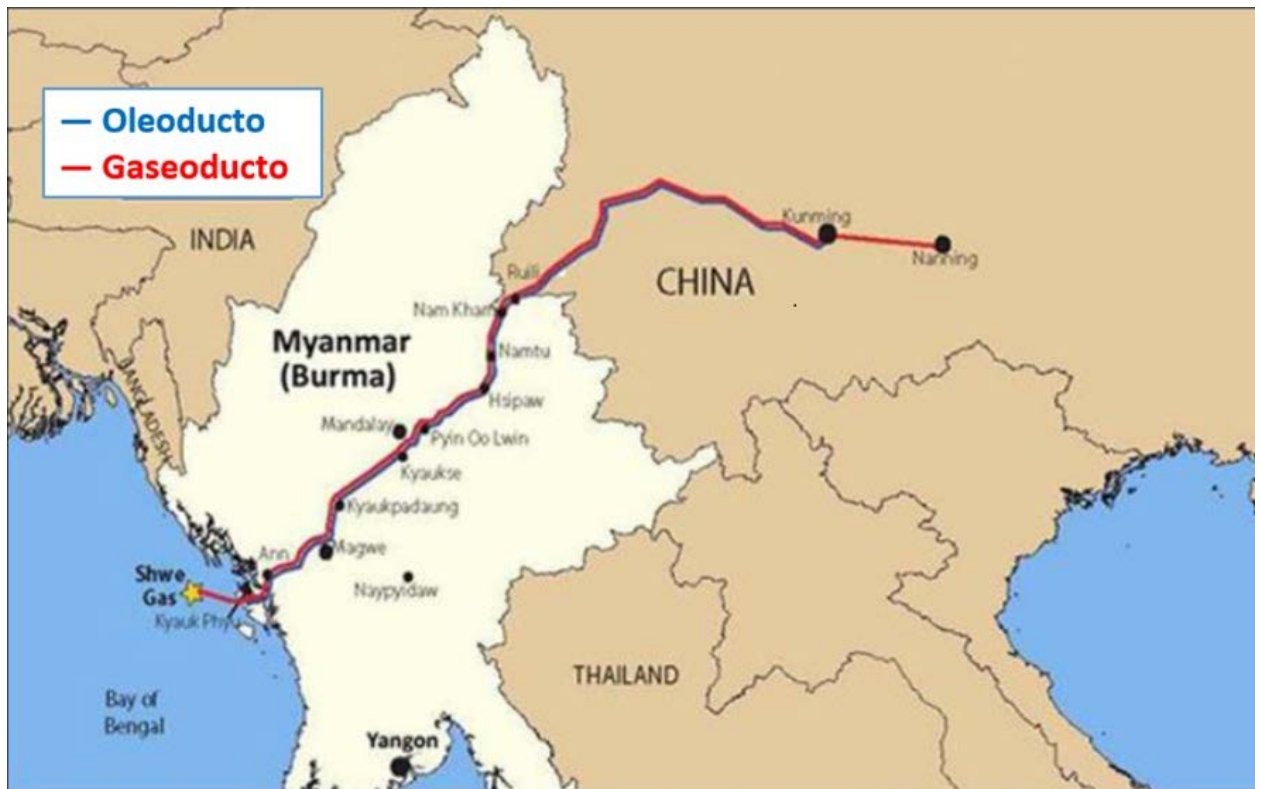 — Oleoducto
— Gaseoducto
INDIA
Kunming
Nanning
CHINA
Ruili
Nam Kham
Myanmar
(Burma)
Namtu
BANGLADESH
Hsipaw
Mandalay
Pyin Oo Lwin
Kyaukse
Kyaukpadaung
Ann
Magwe
Shwe
Gas
Naypyidaw
Kyauk Phyu
THAILAND
Bay of
Bengal
Yangon